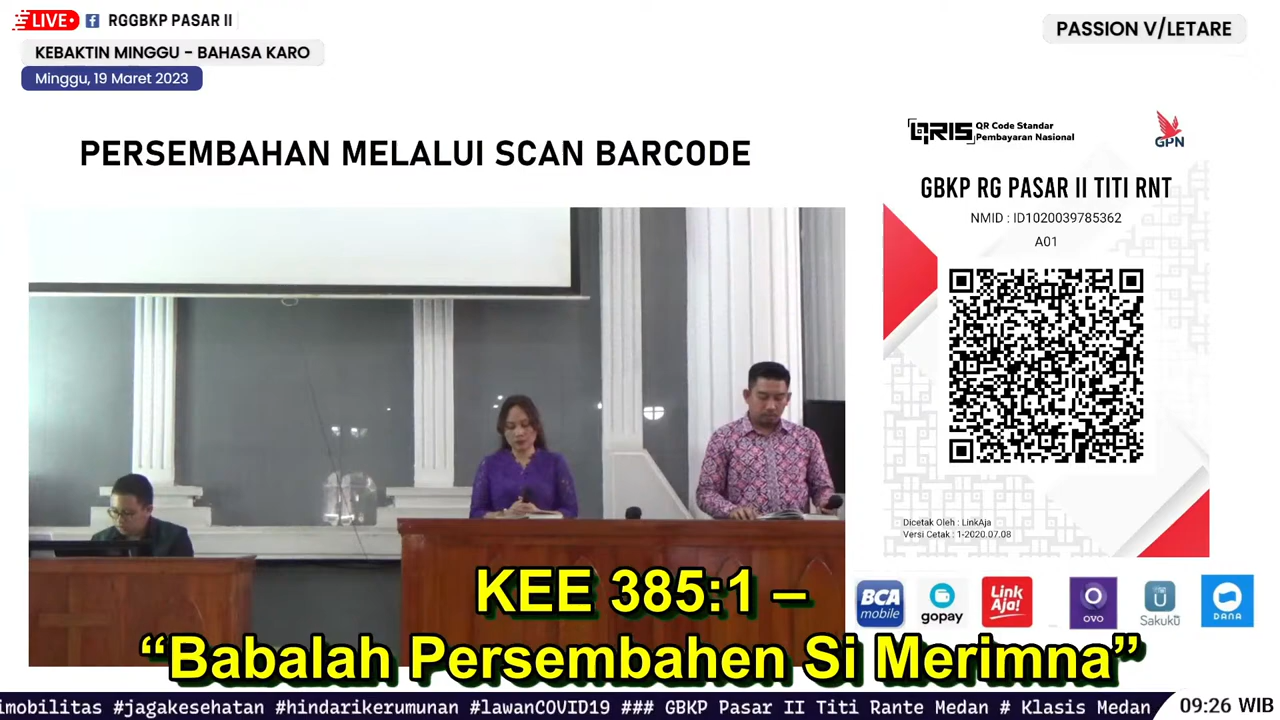 LIVE
RGGBKP PASAR II
KEBAKTIN MINGGU - BAHASA KARO
Minggu, 19 Maret 2023
PASSION V/LETARE
PERSEMBAHAN MELALUI SCAN BARCODE
QRIS QR Code Standar
Pembayaran Nasional
GPN
GBKP RG PASAR II TITI RNT
NMID : ID1020039785362
A01
Dicetak Oleh : LinkAja
Versi Cetak : 1-2020.07.08
BCA
mobile
gopay
Link
Aja!
OVO
Sakuku
DANA
KEE 385:1 –
“Babalah Persembahen Si Merimna”
imobilitas #jagakesehatan #hindarikerumunan #lawanCOVID19 ### GBKP Pasar II Titi Rante Medan # Klasis Medan
09:26 WIB